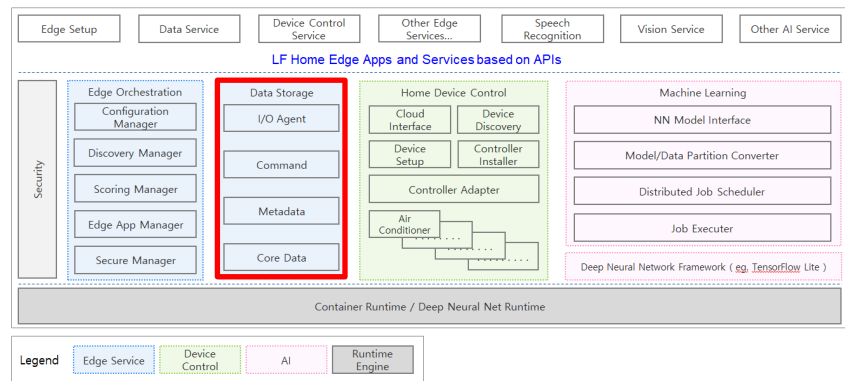 Edge Setup
Data Service
Device Control
Service
Other Edge
Services...
Speech
Recognition
Vision Service
Other AI Service
LF Home Edge Apps and Services based on APIs
Security
Edge Orchestration
Configuration
Manager
Discovery Manager
Scoring Manager
Edge App Manager
Secure Manager
Data Storage
I/O Agent
Command
Metadata
Core Data
Home Device Control
Cloud
Interface
Device
Discovery
Device
Setup
Controller
Installer
Controller Adapter
Air
Conditioner
. . . . . . . .
. . . . . . . .
. . . . . . . . .
Machine Learning
NN Model Interface
Model/Data Partition Converter
Distributed Job Scheduler
Job Executer
Deep Neural Network Framework ( eg. TensorFlow Lite )
Container Runtime / Deep Neural Net Runtime
Legend
Edge Service
Device
Control
AI
Runtime
Engine